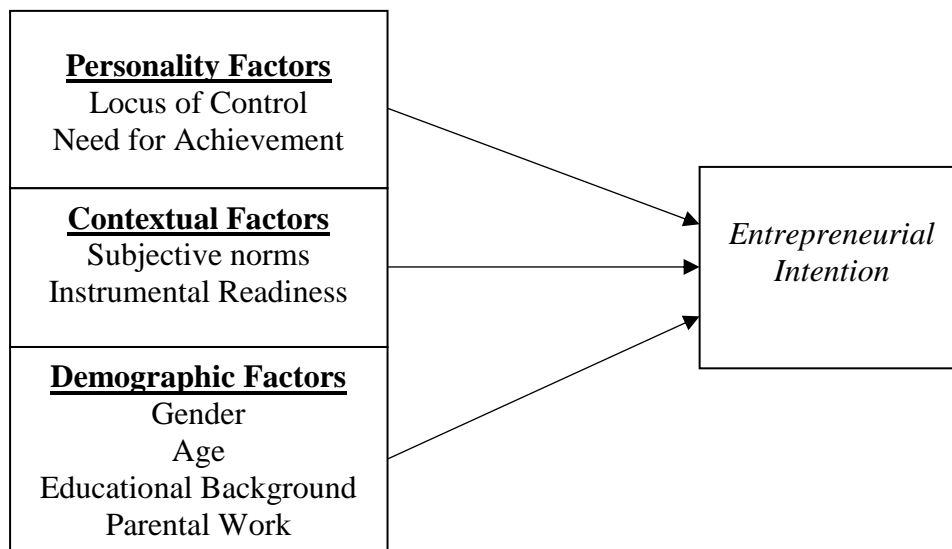 Personality Factors
Locus of Control
Need for Achievement
Contextual Factors
Subjective norms
Instrumental Readiness
Demographic Factors
Gender
Age
Educational Background
Parental Work
Entrepreneurial
Intention